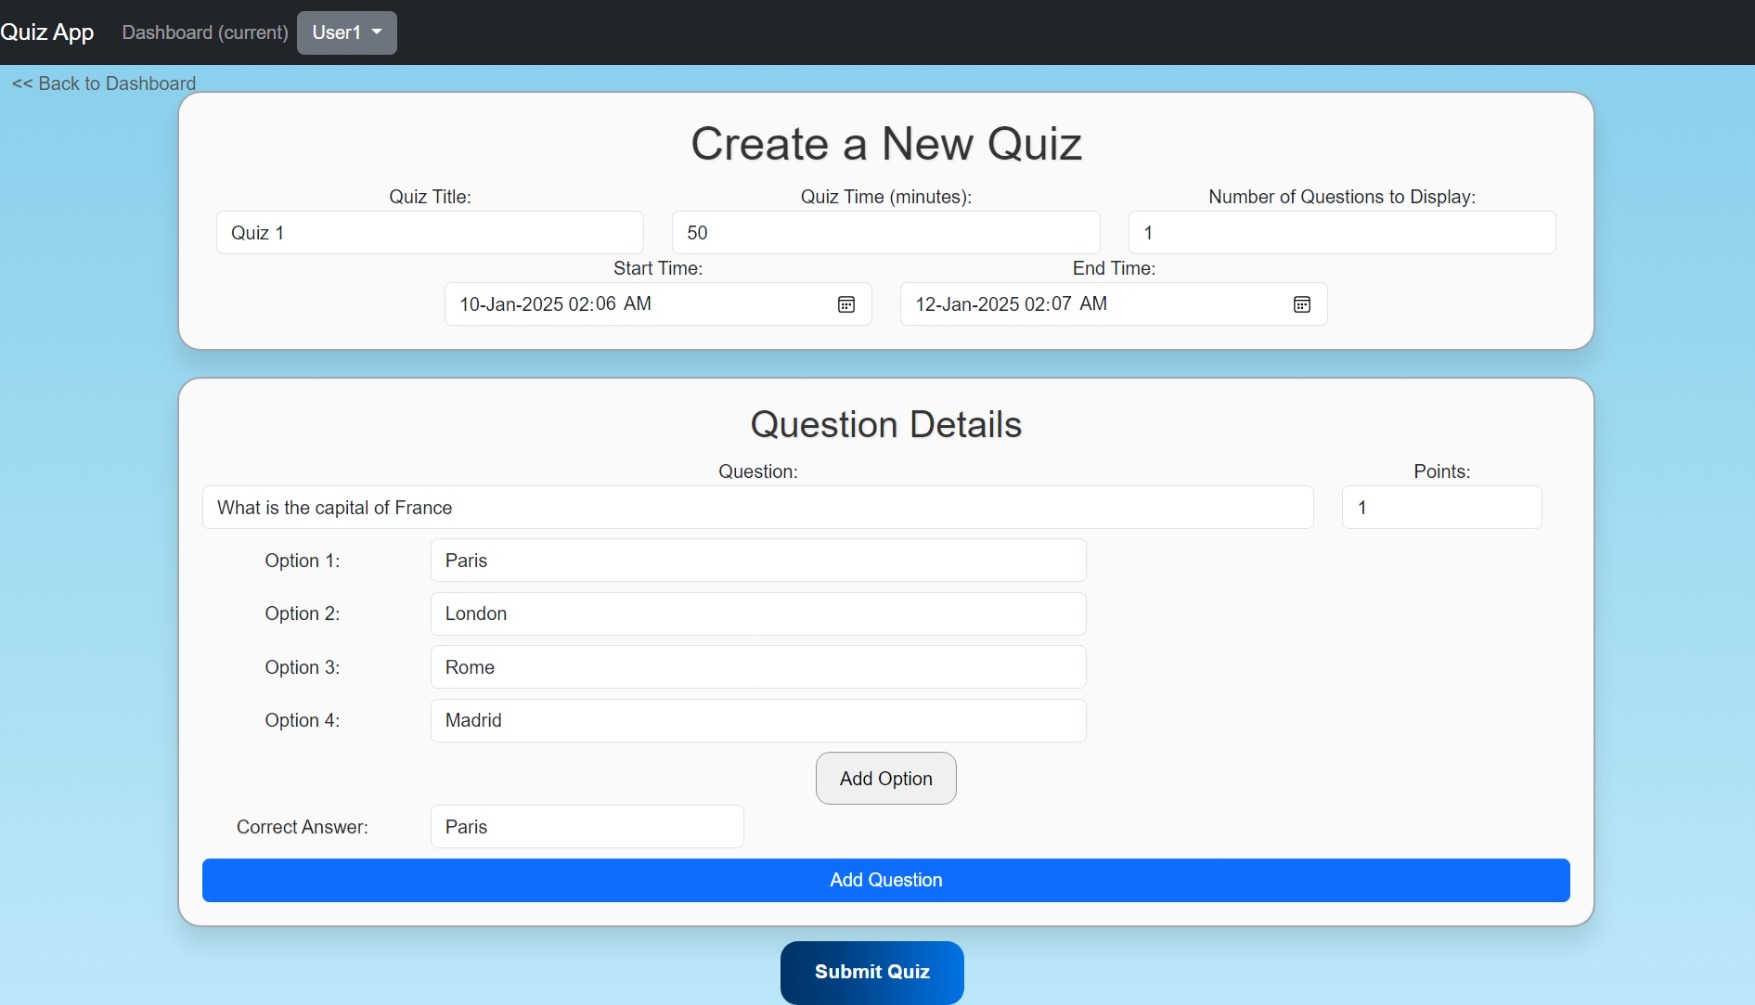 Quiz App Dashboard (current) User1
<< Back to Dashboard
Create a New Quiz
Quiz Title: Quiz Time (minutes): Number of Questions to Display:
Quiz 1 50 1
Start Time: End Time:
10-Jan-2025 02:06 AM 12-Jan-2025 02:07 AM
Question Details
Question: Points:
What is the capital of France 1
Option 1: Paris
Option 2: London
Option 3: Rome
Option 4: Madrid
Add Option
Correct Answer: Paris
Add Question
Submit Quiz